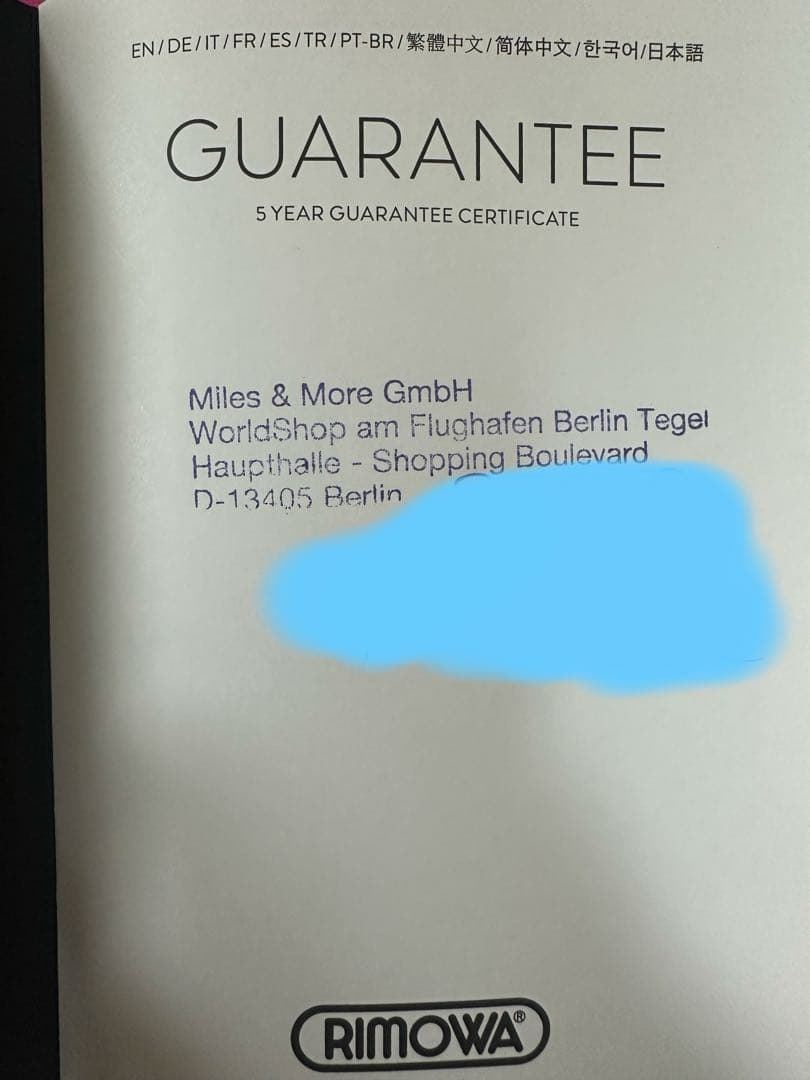 EN/DE/IT/FR/ES/TR/PT-BR/繁體中文/简体中文/한국어/日本語
GUARANTEE
5 YEAR GUARANTEE CERTIFICATE
Miles & More GmbH
WorldShop am Flughafen Berlin Tegel
Haupthalle - Shopping Boulevard
D-13405 Berlin
RIMOWA®